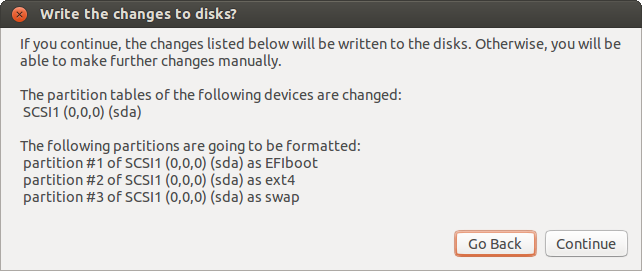 Write the changes to disks?
If you continue, the changes listed below will be written to the disks. Otherwise, you will be
able to make further changes manually.
The partition tables of the following devices are changed:
SCSI1 (0,0,0) (sda)
The following partitions are going to be formatted:
partition #1 of SCSI1 (0,0,0) (sda) as EFIboot
partition #2 of SCSI1 (0,0,0) (sda) as ext4
partition #3 of SCSI1 (0,0,0) (sda) as swap
Go Back
Continue